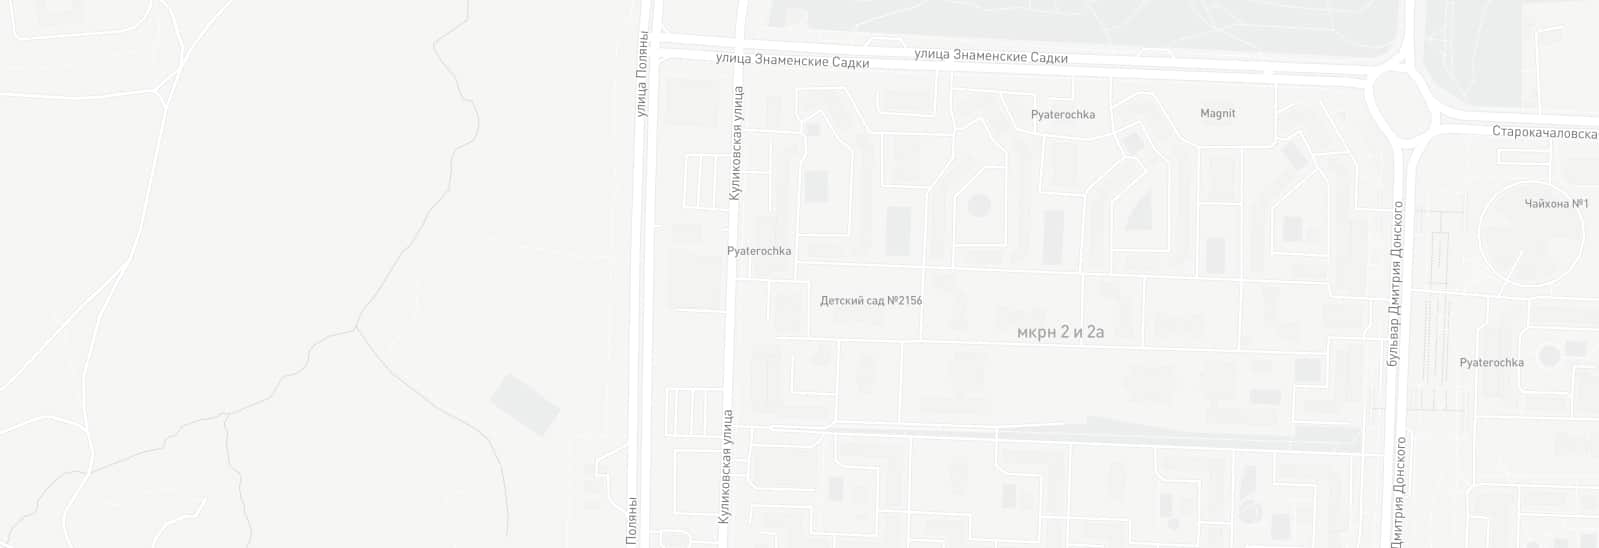 улица Поляны
улица Знаменские Садки
улица Знаменские Садки
Куликовская улица
Pyaterochka
Magnit
Старокачаловска
Чайхона №1
бульвар Дмитрия Донского
Pyaterochka
Детский сад №2156
мкрн 2 и 2а
Pyaterochka
Куликовская улица
Дмитрия Донского
Поляны